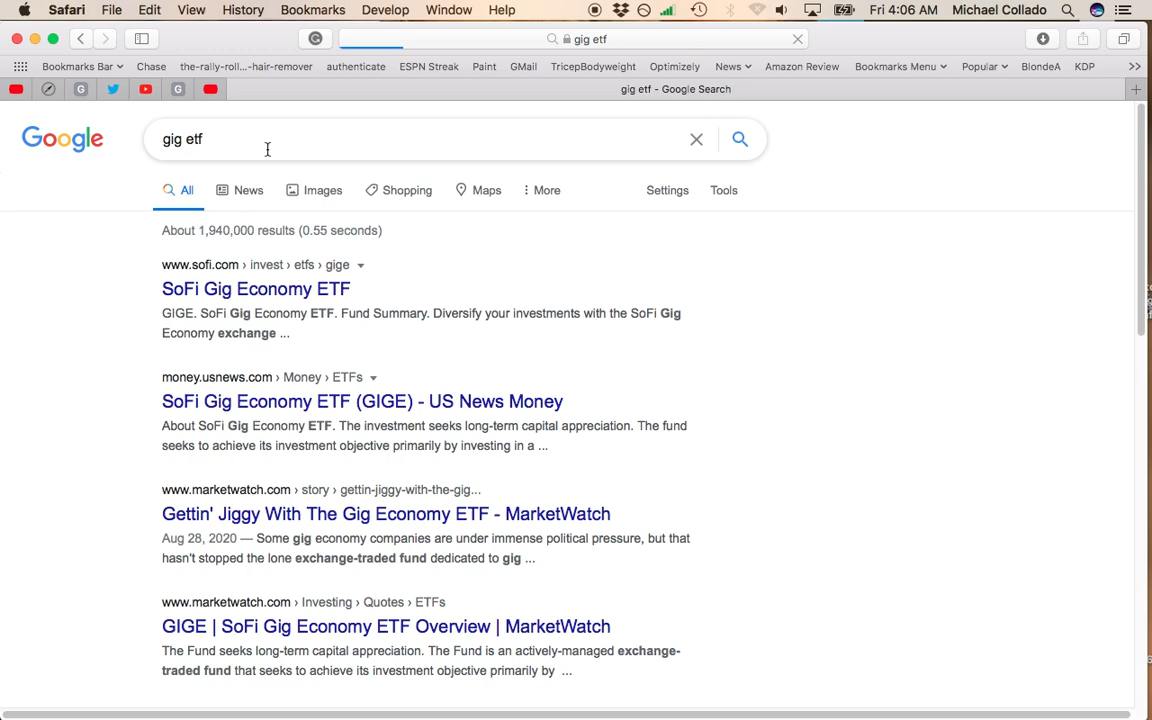 Safari File Edit View History Bookmarks Develop Window Help Fri 4:06 AM Michael Collado
gig etf
Bookmarks Bar Chase the-rally-roll...-hair-remover authenticate ESPN Streak Paint GMail TricepBodyweight Optimizely News Amazon Review Bookmarks Menu Popular BlondeA KDP >>
G G gig etf - Google Search +
Google gig etf
All News Images Shopping Maps More Settings Tools
About 1,940,000 results (0.55 seconds)
www.sofi.com › invest › etfs › gige
SoFi Gig Economy ETF
GIGE. SoFi Gig Economy ETF. Fund Summary. Diversify your investments with the SoFi Gig
Economy exchange ...
money.usnews.com › Money › ETFs
SoFi Gig Economy ETF (GIGE) - US News Money
About SoFi Gig Economy ETF. The investment seeks long-term capital appreciation. The fund
seeks to achieve its investment objective primarily by investing in a ...
www.marketwatch.com › story › gettin-jiggy-with-the-gig...
Gettin' Jiggy With The Gig Economy ETF - MarketWatch
Aug 28, 2020 — Some gig economy companies are under immense political pressure, but that
hasn't stopped the lone exchange-traded fund dedicated to gig ...
www.marketwatch.com › Investing › Quotes › ETFs
GIGE | SoFi Gig Economy ETF Overview | MarketWatch
The Fund seeks long-term capital appreciation. The Fund is an actively-managed exchange-
traded fund that seeks to achieve its investment objective primarily by ...